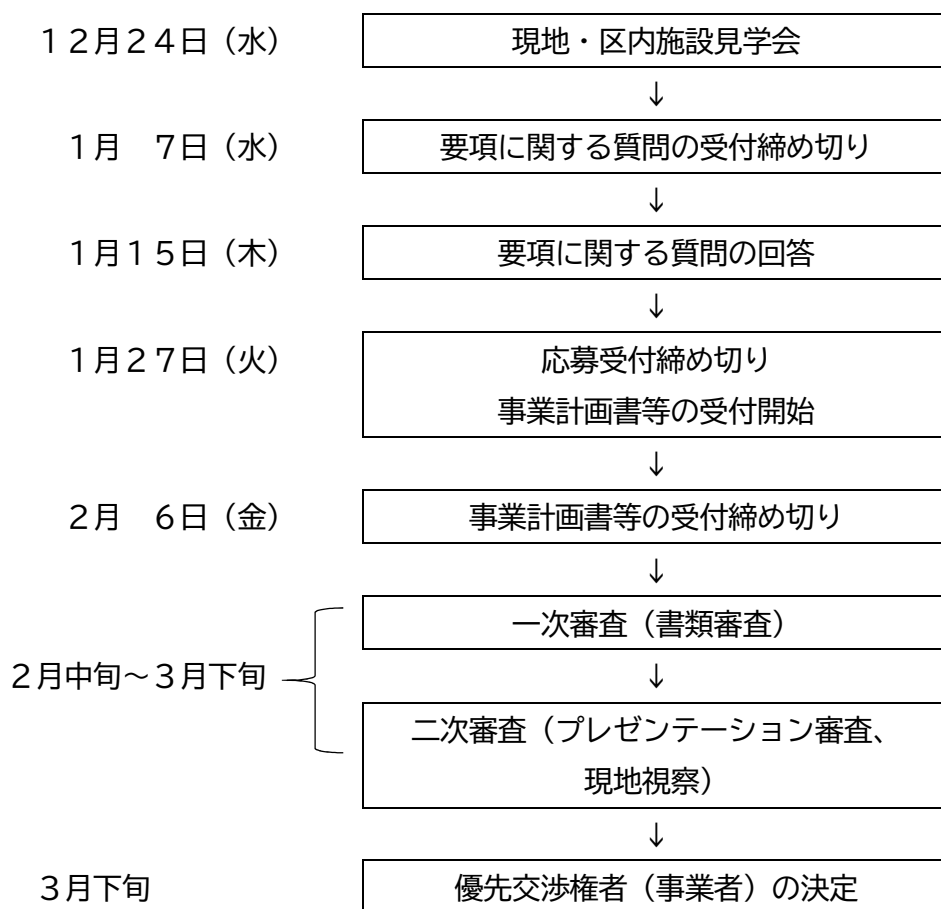 １２月２４日（水）
現地・区内施設見学会
↓
１月　７日（水）
要項に関する質問の受付締め切り
↓
１月１５日（木）
要項に関する質問の回答
↓
１月２７日（火）
応募受付締め切り
事業計画書等の受付開始
↓
２月　６日（金）
事業計画書等の受付締め切り
↓
２月中旬～３月下旬
一次審査（書類審査）
↓
二次審査（プレゼンテーション審査、
現地視察）
↓
３月下旬
優先交渉権者（事業者）の決定